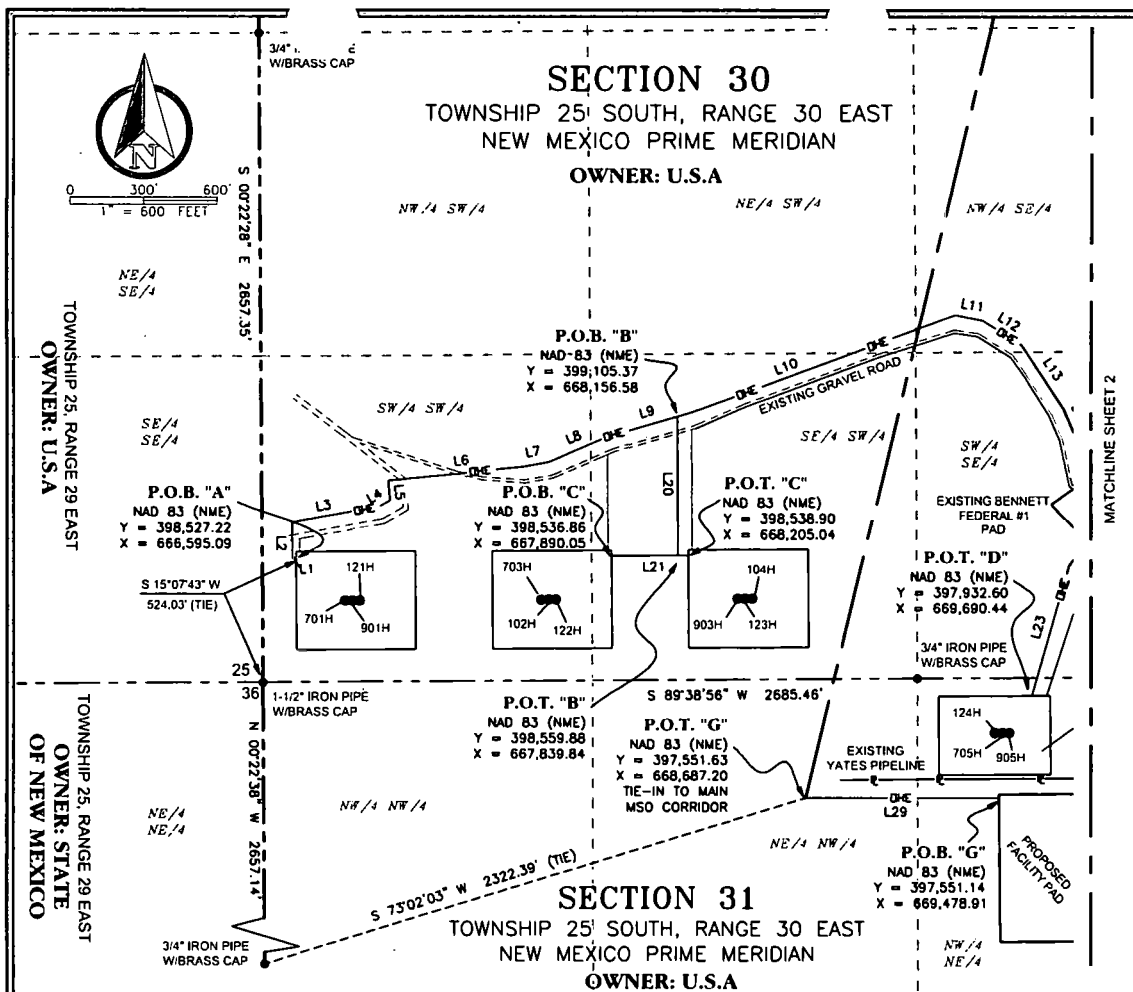 3/4" I
E
W/BRASS CAP
SECTION 30
TOWNSHIP 25 SOUTH, RANGE 30 EAST
NEW MEXICO PRIME MERIDIAN
OWNER: U.S.A
N
0 300' 600'
1" = 600 FEET
S 00°22'28" E 2657.35'
NW/4 SW/4
NE/4 SW/4
NW/4 SE/4
NE/4
SE/4
TOWNSHIP 25, RANGE 29 EAST
OWNER: U.S.A
MATCHLINE SHEET 2
L11
L12
OHE
L13
P.O.B. "B"
NAD-83 (NME)
Y = 399,105.37
X = 668,156.58
OHE
L10
OHE
EXISTING GRAVEL ROAD
SW/4 SW/4
L9
OHE
L8
L7
OHE
L6
SE/4
SE/4
SE/4 SW/4
SW/4
SE/4
L5
L4
OHE
L3
L2
L1
L20
P.O.B. "A"
NAD 83 (NME)
Y = 398,527.22
X = 666,595.09
P.O.B. "C"
NAD 83 (NME)
Y = 398,536.86
X = 667,890.05
P.O.T. "C"
NAD 83 (NME)
Y = 398,538.90
X = 668,205.04
EXISTING BENNETT
FEDERAL #1
PAD
P.O.T. "D"
NAD 83 (NME)
Y = 397,932.60
X = 669,690.44
OHE
L23
S 15°07'43" W
524.03' (TIE)
121H
701H
901H
703H
102H
122H
L21
104H
903H
123H
3/4" IRON PIPE
W/BRASS CAP
25
36
1-1/2" IRON PIPE
W/BRASS CAP
S 89°38'56" W 2685.46'
P.O.T. "B"
NAD 83 (NME)
Y = 398,559.88
X = 667,839.84
P.O.T. "G"
NAD 83 (NME)
Y = 397,551.63
X = 668,687.20
TIE-IN TO MAIN
MSO CORRIDOR
124H
705H
905H
EXISTING
YATES PIPELINE
TOWNSHIP 25, RANGE 29 EAST
OWNER: STATE
OF NEW MEXICO
N 00°22'38" W 2657.14'
NE/4
NE/4
NW/4 NW/4
OHE
L29
NE/4 NW/4
P.O.B. "G"
NAD 83 (NME)
Y = 397,551.14
X = 669,478.91
PROPOSED
FACILITY PAD
S 73°02'03" W 2322.39' (TIE)
3/4" IRON PIPE
W/BRASS CAP
SECTION 31
TOWNSHIP 25 SOUTH, RANGE 30 EAST
NEW MEXICO PRIME MERIDIAN
OWNER: U.S.A
NW/4
NE/4